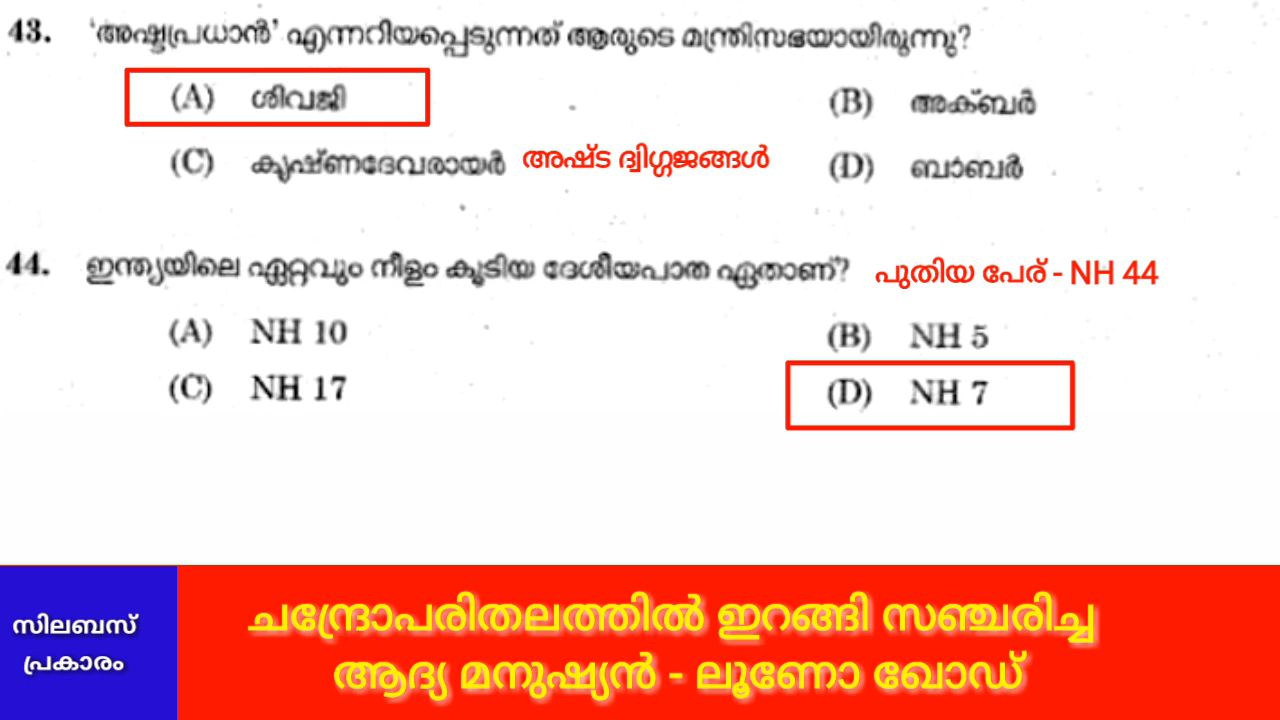 43. 'അഷ്ടപ്രധാൻ' എന്നറിയപ്പെടുന്നത് ആരുടെ മന്ത്രിസഭയായിരുന്നു?
(A) ശിവജി (B) അക്ബർ
(C) കൃഷ്ണദേവരായർ അഷ്ട ദ്വിഗ്ഗജങ്ങൾ (D) ബാബർ
44. ഇന്ത്യയിലെ ഏറ്റവും നീളം കൂടിയ ദേശീയപാത ഏതാണ്? പുതിയ പേര് - NH 44
(A) NH 10 (B) NH 5
(C) NH 17 (D) NH 7
സിലബസ്
പ്രകാരം
ചന്ദ്രോപരിതലത്തിൽ ഇറങ്ങി സഞ്ചരിച്ച
ആദ്യ മനുഷ്യൻ - ലൂണോ ഖോഡ്